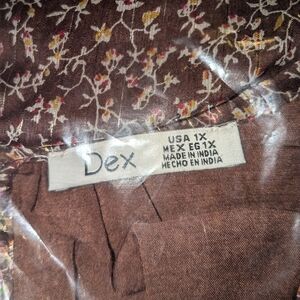 Dex
USA 1X
MEX EG 1X
MADE IN INDIA
HECHO EN INDIA